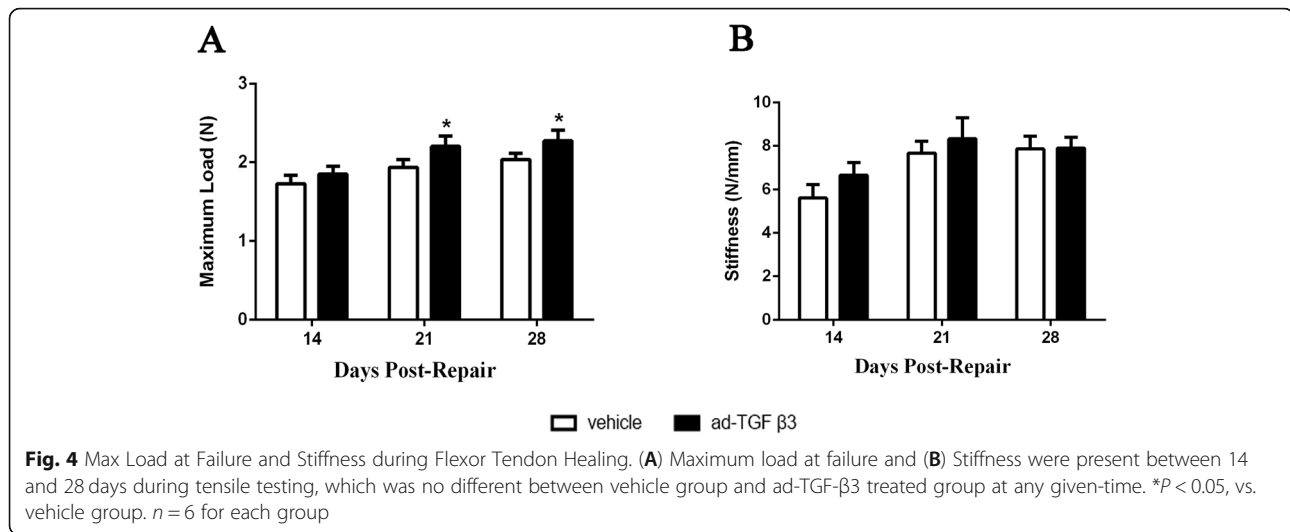 A
B
3
2
1
0
Maximum Load (N)
*
*
14
21
28
Days Post-Repair
10
8
6
4
2
0
Stiffness (N/mm)
14
21
28
Days Post-Repair
vehicle
ad-TGF β3
Fig. 4 Max Load at Failure and Stiffness during Flexor Tendon Healing. (A) Maximum load at failure and (B) Stiffness were present between 14
and 28 days during tensile testing, which was no different between vehicle group and ad-TGF-β3 treated group at any given-time. *P < 0.05, vs.
vehicle group. n = 6 for each group